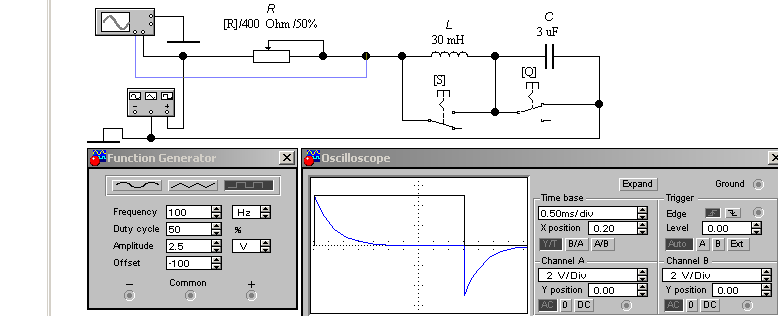 R
[R]/400 Ohm /50%
L
30 mH
C
3 uF
[S]
[Q]
Function Generator
Frequency 100 Hz
Duty cycle 50 %
Amplitude 2.5 V
Offset -100
− Common +
Oscilloscope
Expand
Ground
Time base
0.50ms/div
X position 0.20
Y/T B/A A/B
Trigger
Edge
Level 0.00
Auto A B Ext
Channel A
2 V/Div
Y position 0.00
AC 0 DC
Channel B
2 V/Div
Y position 0.00
AC 0 DC